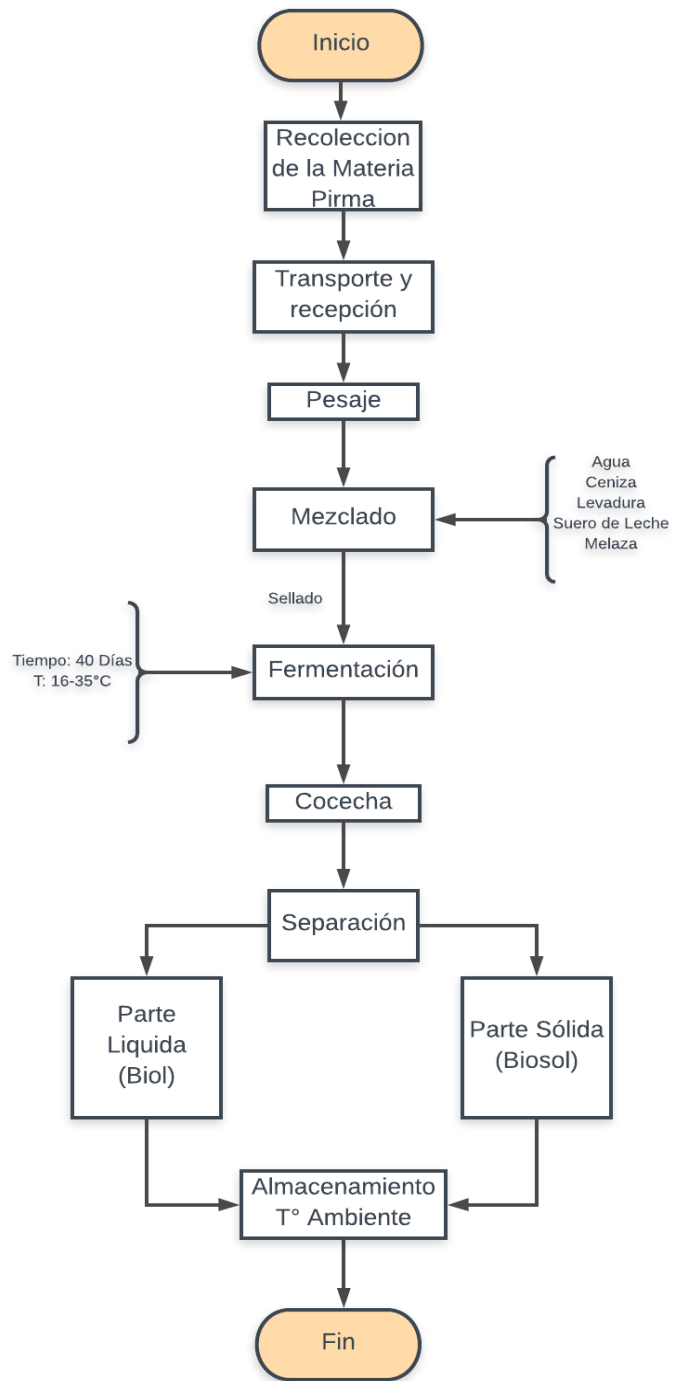 Inicio
Recoleccion
de la Materia
Pirma
Transporte y
recepción
Pesaje
Mezclado
Agua
Ceniza
Levadura
Suero de Leche
Melaza
Sellado
Tiempo: 40 Días
T: 16-35°C
Fermentación
Cocecha
Separación
Parte
Liquida
(Biol)
Parte Sólida
(Biosol)
Almacenamiento
T° Ambiente
Fin